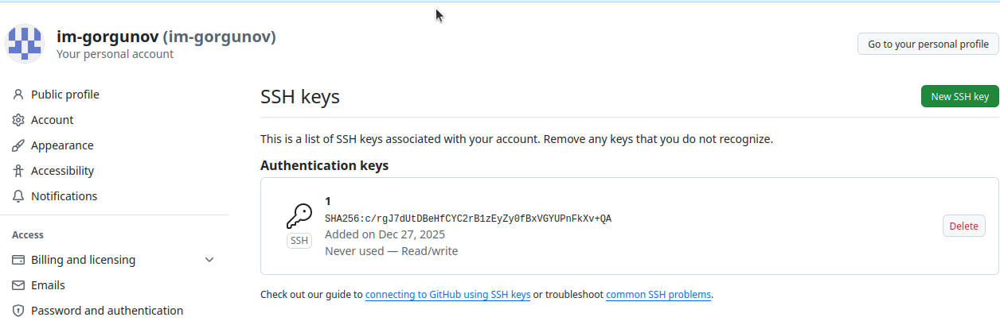 im-gorgunov (im-gorgunov)
Your personal account
Go to your personal profile
Public profile
Account
Appearance
Accessibility
Notifications
Access
Billing and licensing
Emails
Password and authentication
SSH keys
New SSH key
This is a list of SSH keys associated with your account. Remove any keys that you do not recognize.
Authentication keys
1
SHA256:c/rgJ7dUtDBeHfCYC2rB1zEyZy0fBxVGYUPnFkXv+QA
SSH
Added on Dec 27, 2025
Never used — Read/write
Delete
Check out our guide to connecting to GitHub using SSH keys or troubleshoot common SSH problems.